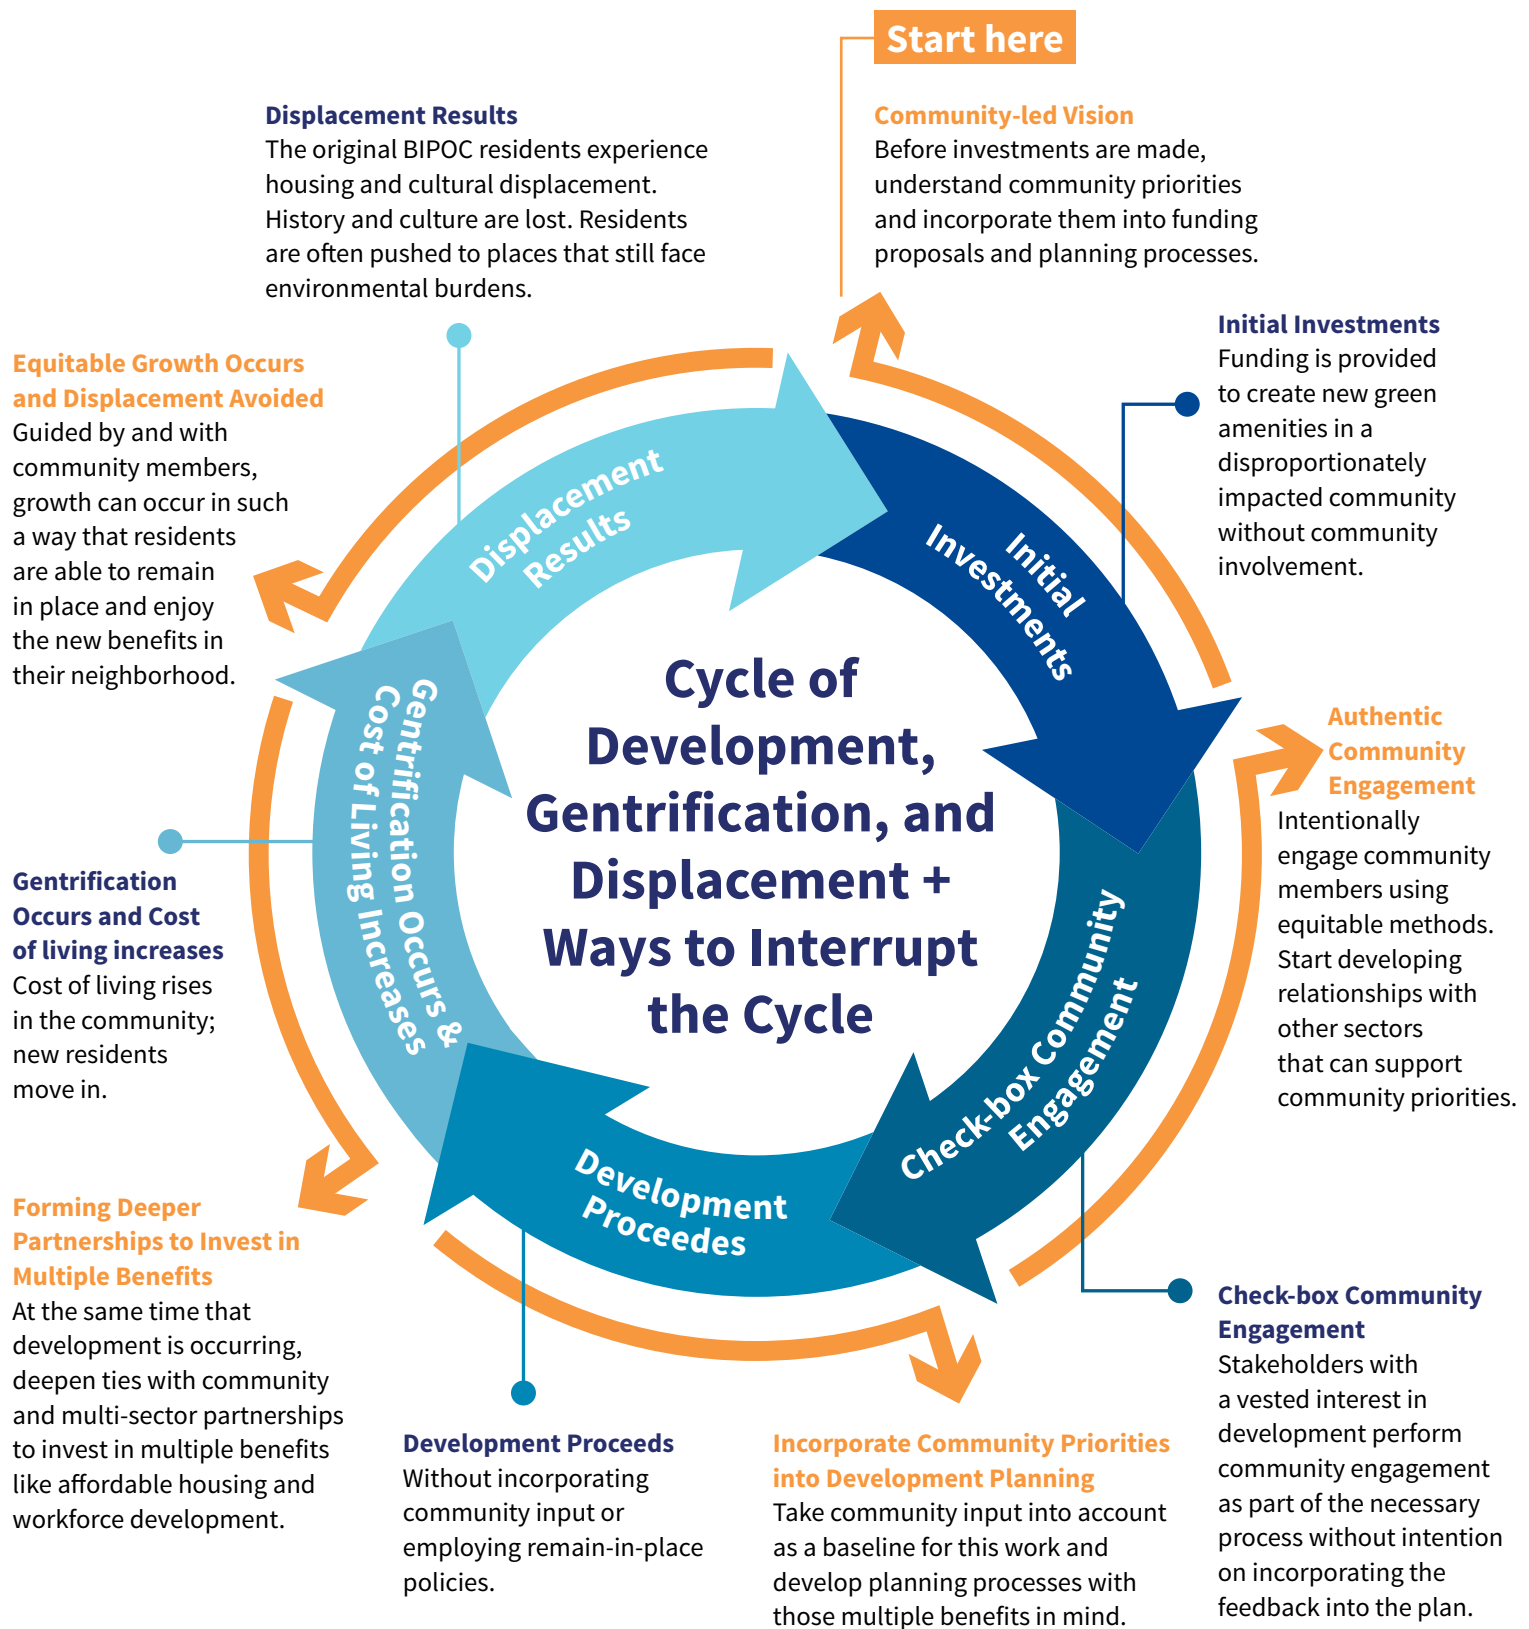 Start here
Community-led Vision
Before investments are made,
understand community priorities
and incorporate them into funding
proposals and planning processes.
Initial Investments
Funding is provided
to create new green
amenities in a
disproportionately
impacted community
without community
involvement.
Authentic
Community
Engagement
Intentionally
engage community
members using
equitable methods.
Start developing
relationships with
other sectors
that can support
community priorities.
Check-box Community
Engagement
Stakeholders with
a vested interest in
development perform
community engagement
as part of the necessary
process without intention
on incorporating the
feedback into the plan.
Incorporate Community Priorities
into Development Planning
Take community input into account
as a baseline for this work and
develop planning processes with
those multiple benefits in mind.
Development Proceeds
Without incorporating
community input or
employing remain-in-place
policies.
Forming Deeper
Partnerships to Invest in
Multiple Benefits
At the same time that
development is occurring,
deepen ties with community
and multi-sector partnerships
to invest in multiple benefits
like affordable housing and
workforce development.
Gentrification
Occurs and Cost
of living increases
Cost of living rises
in the community;
new residents
move in.
Equitable Growth Occurs
and Displacement Avoided
Guided by and with
community members,
growth can occur in such
a way that residents
are able to remain
in place and enjoy
the new benefits in
their neighborhood.
Displacement Results
The original BIPOC residents experience
housing and cultural displacement.
History and culture are lost. Residents
are often pushed to places that still face
environmental burdens.
Initial
Investments
Check-box Community
Engagement
Development
Proceedes
Gentrification Occurs &
Cost of Living Increases
Displacement
Results
Cycle of
Development,
Gentrification, and
Displacement +
Ways to Interrupt
the Cycle